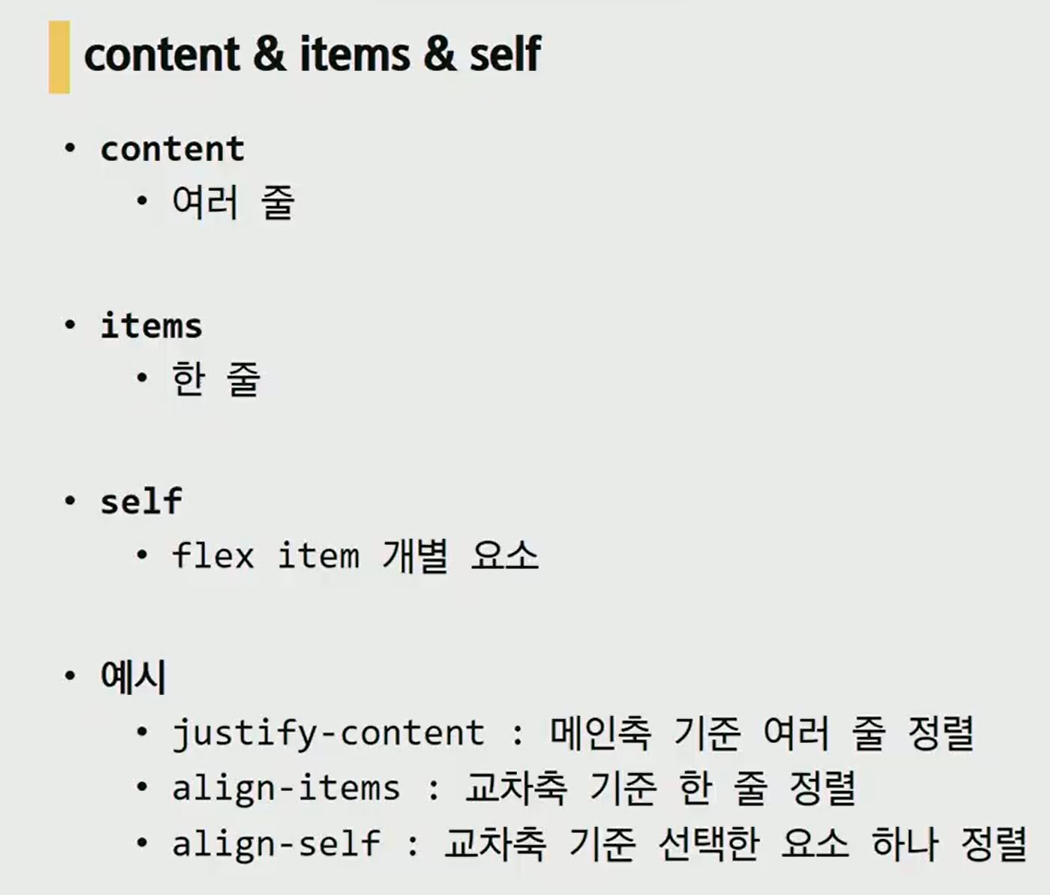 content & items & self
• content
• 여러 줄
• items
• 한 줄
• self
• flex item 개별 요소
• 예시
• justify-content : 메인축 기준 여러 줄 정렬
• align-items : 교차축 기준 한 줄 정렬
• align-self : 교차축 기준 선택한 요소 하나 정렬